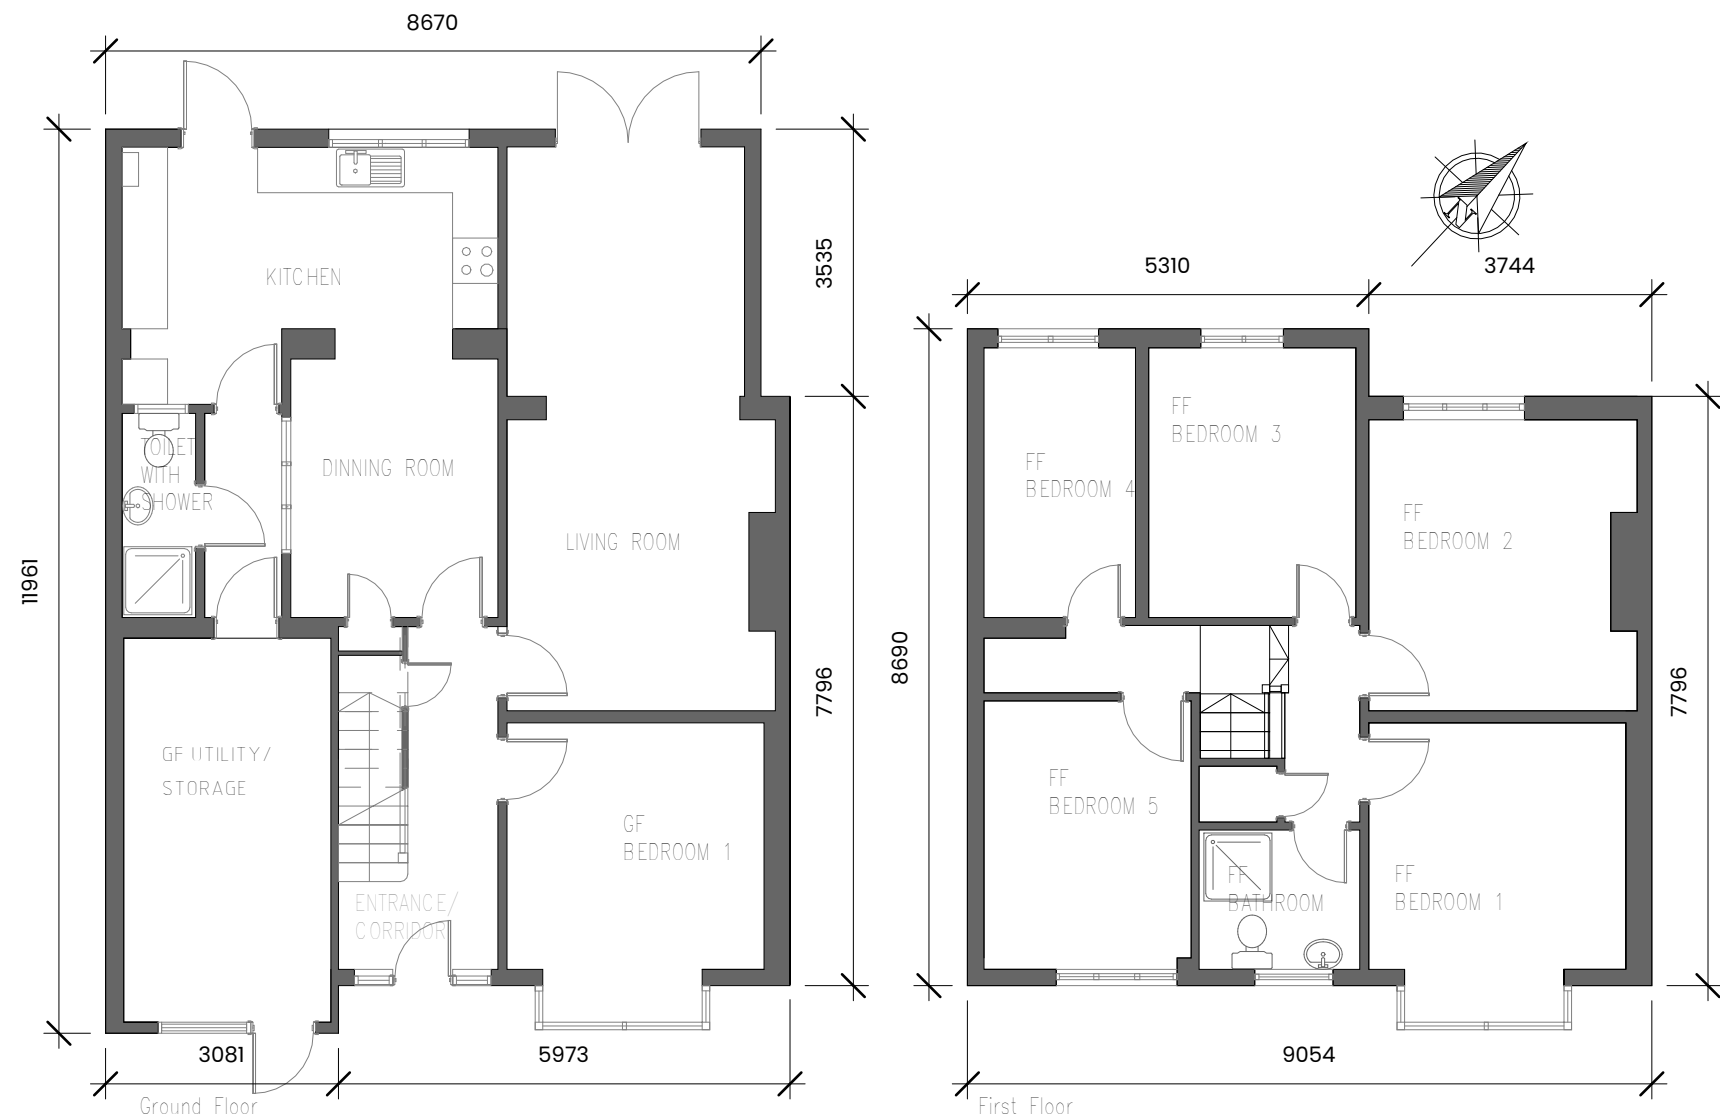 8670
3535
KITCHEN
TOILET
WITH
SHOWER
DINNING ROOM
LIVING ROOM
11961
7796
GF UTILITY/
STORAGE
GF
BEDROOM 1
ENTRANCE/
CORRIDOR
3081
5973
Ground Floor
N
5310
3744
FF
BEDROOM 3
FF
BEDROOM 4
FF
BEDROOM 2
8690
7796
FF
BEDROOM 5
FF
BATHROOM
FF
BEDROOM 1
9054
First Floor